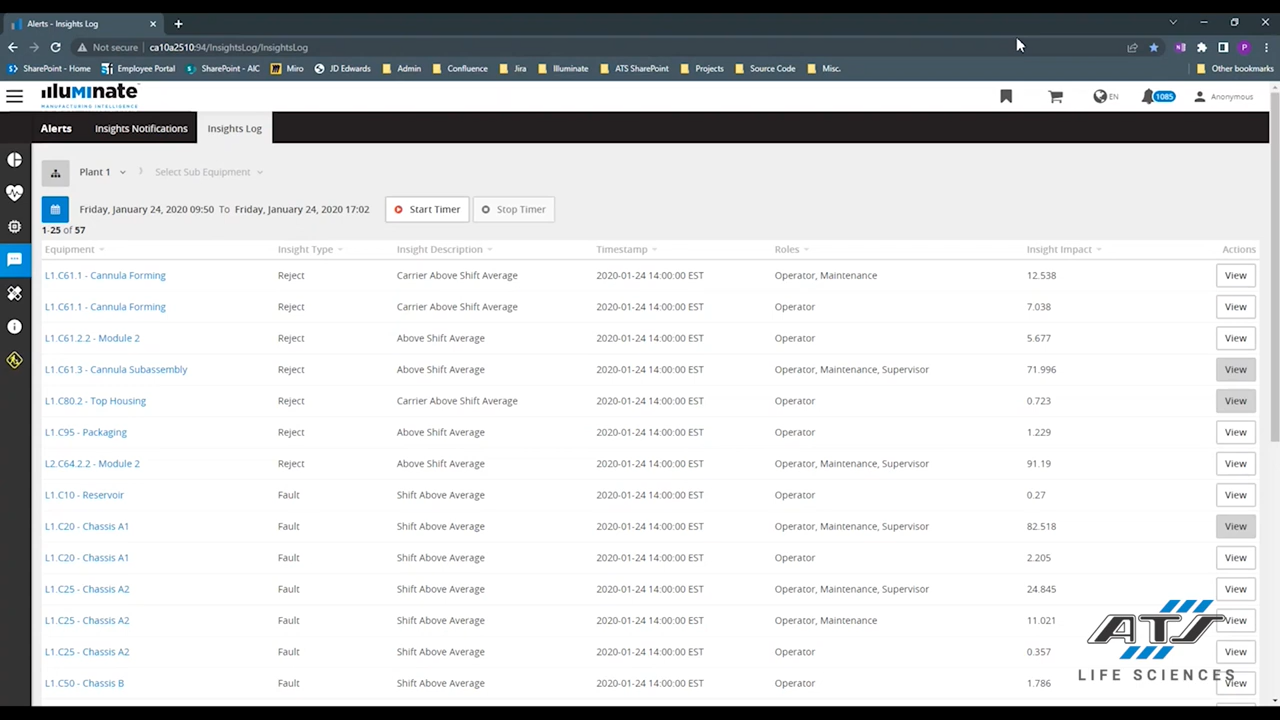 Alerts - Insights Log
Not secure ca10a2510:94/InsightsLog/InsightsLog
SharePoint - Home Employee Portal SharePoint - AIC Miro JD Edwards Admin Confluence Jira Illuminate ATS SharePoint Projects Source Code Misc. Other bookmarks
illuminate
MANUFACTURING INTELLIGENCE
EN 1085 Anonymous
Alerts Insights Notifications Insights Log
Plant 1 Select Sub Equipment
Friday, January 24, 2020 09:50 To Friday, January 24, 2020 17:02 Start Timer Stop Timer
1-25 of 57
Equipment Insight Type Insight Description Timestamp Roles Insight Impact Actions
L1.C61.1 - Cannula Forming Reject Carrier Above Shift Average 2020-01-24 14:00:00 EST Operator, Maintenance 12.538 View
L1.C61.1 - Cannula Forming Reject Carrier Above Shift Average 2020-01-24 14:00:00 EST Operator 7.038 View
L1.C61.2.2 - Module 2 Reject Above Shift Average 2020-01-24 14:00:00 EST Operator 5.677 View
L1.C61.3 - Cannula Subassembly Reject Above Shift Average 2020-01-24 14:00:00 EST Operator, Maintenance, Supervisor 71.996 View
L1.C80.2 - Top Housing Reject Carrier Above Shift Average 2020-01-24 14:00:00 EST Operator 0.723 View
L1.C95 - Packaging Reject Above Shift Average 2020-01-24 14:00:00 EST Operator 1.229 View
L2.C64.2.2 - Module 2 Reject Above Shift Average 2020-01-24 14:00:00 EST Operator, Maintenance, Supervisor 91.19 View
L1.C10 - Reservoir Fault Shift Above Average 2020-01-24 14:00:00 EST Operator 0.27 View
L1.C20 - Chassis A1 Fault Shift Above Average 2020-01-24 14:00:00 EST Operator, Maintenance, Supervisor 82.518 View
L1.C20 - Chassis A1 Fault Shift Above Average 2020-01-24 14:00:00 EST Operator 2.205 View
L1.C25 - Chassis A2 Fault Shift Above Average 2020-01-24 14:00:00 EST Operator, Maintenance, Supervisor 24.845 View
L1.C25 - Chassis A2 Fault Shift Above Average 2020-01-24 14:00:00 EST Operator, Maintenance 11.021 View
L1.C25 - Chassis A2 Fault Shift Above Average 2020-01-24 14:00:00 EST Operator 0.357 View
L1.C50 - Chassis B Fault Shift Above Average 2020-01-24 14:00:00 EST Operator 1.786 View
ATS
LIFE SCIENCES